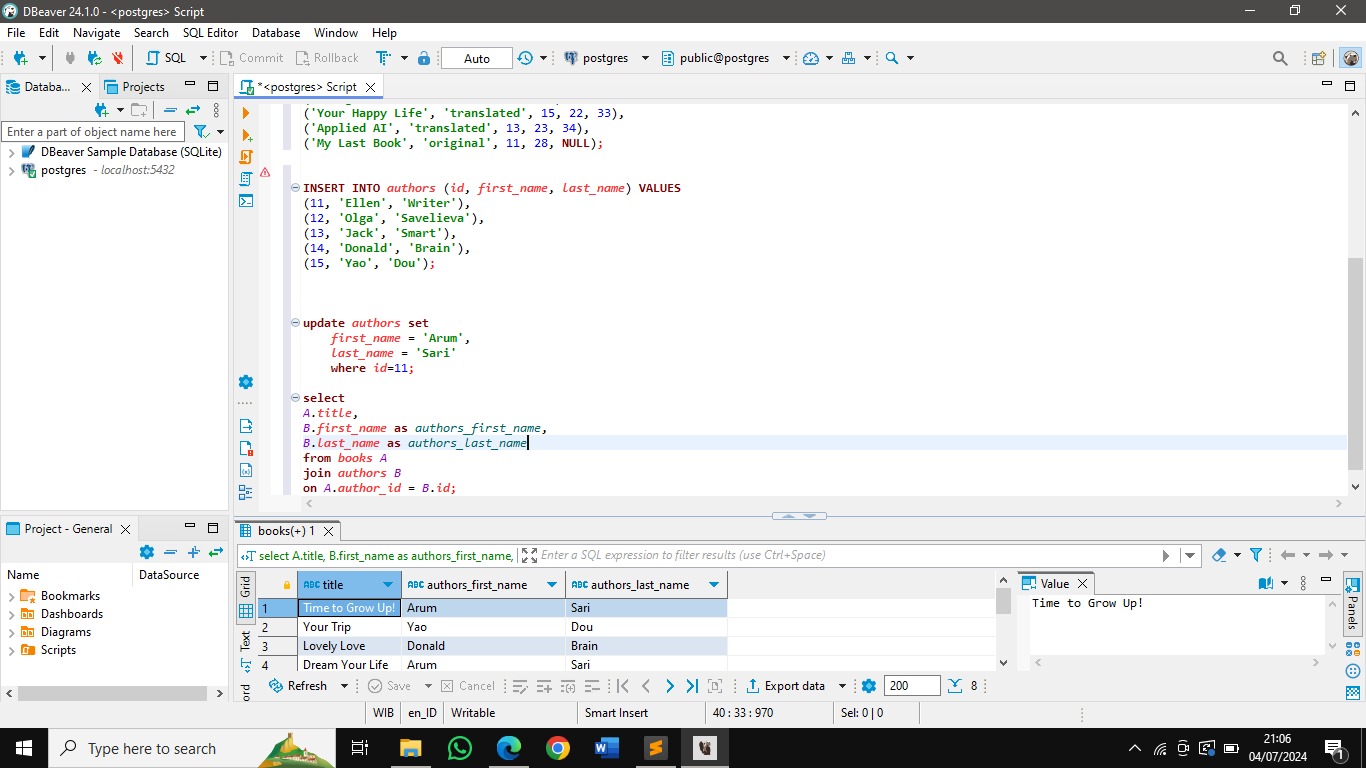 DBeaver 24.1.0 - <postgres> Script
File Edit Navigate Search SQL Editor Database Window Help
SQL Commit Rollback Auto postgres public@postgres
Databa... Projects
*<postgres> Script
Enter a part of object name here
DBeaver Sample Database (SQLite)
postgres - localhost:5432
('Your Happy Life', 'translated', 15, 22, 33),
('Applied AI', 'translated', 13, 23, 34),
('My Last Book', 'original', 11, 28, NULL);
INSERT INTO authors (id, first_name, last_name) VALUES
(11, 'Ellen', 'Writer'),
(12, 'Olga', 'Savelieva'),
(13, 'Jack', 'Smart'),
(14, 'Donald', 'Brain'),
(15, 'Yao', 'Dou');
update authors set
first_name = 'Arum',
last_name = 'Sari'
where id=11;
select
A.title,
B.first_name as authors_first_name,
B.last_name as authors_last_name
from books A
join authors B
on A.author_id = B.id;
Project - General
Name DataSource
Bookmarks
Dashboards
Diagrams
Scripts
books(+) 1
select A.title, B.first_name as authors_first_name, Enter a SQL expression to filter results (use Ctrl+Space)
Grid
Text
ord
ABC title ABC authors_first_name ABC authors_last_name
1 Time to Grow Up! Arum Sari
2 Your Trip Yao Dou
3 Lovely Love Donald Brain
4 Dream Your Life Arum Sari
Value
Time to Grow Up!
Panels
Refresh Save Cancel Export data 200 8
WIB en_ID Writable Smart Insert 40 : 33 : 970 Sel: 0 | 0
Type here to search
21:06
04/07/2024
1